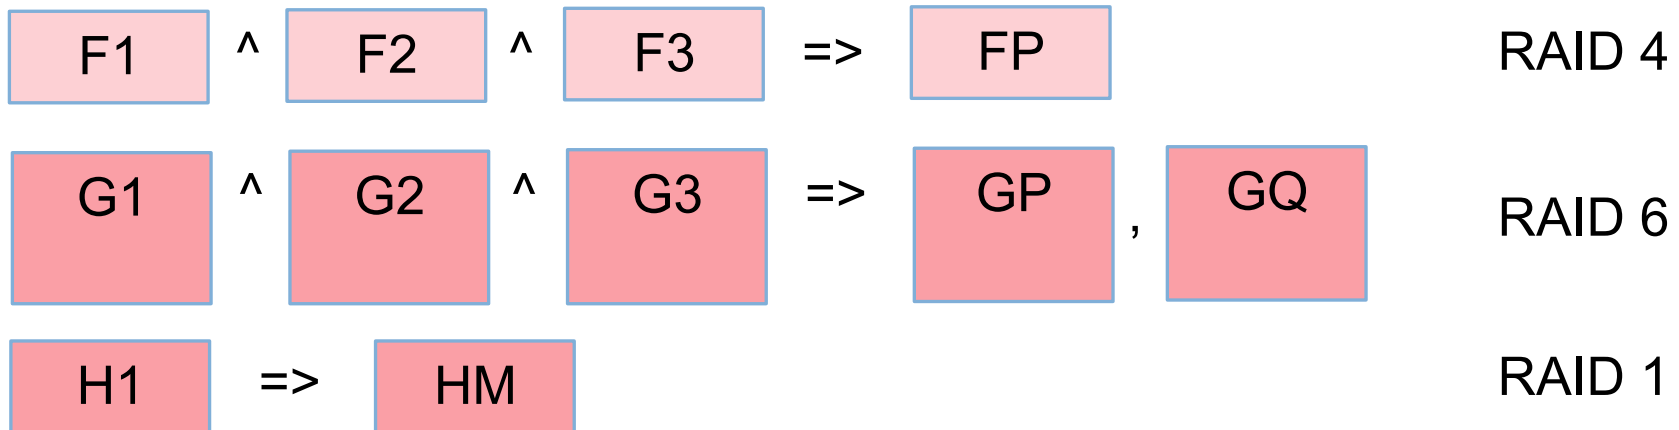 F1 ^ F2 ^ F3 => FP RAID 4
G1 ^ G2 ^ G3 => GP , GQ RAID 6
H1 => HM RAID 1